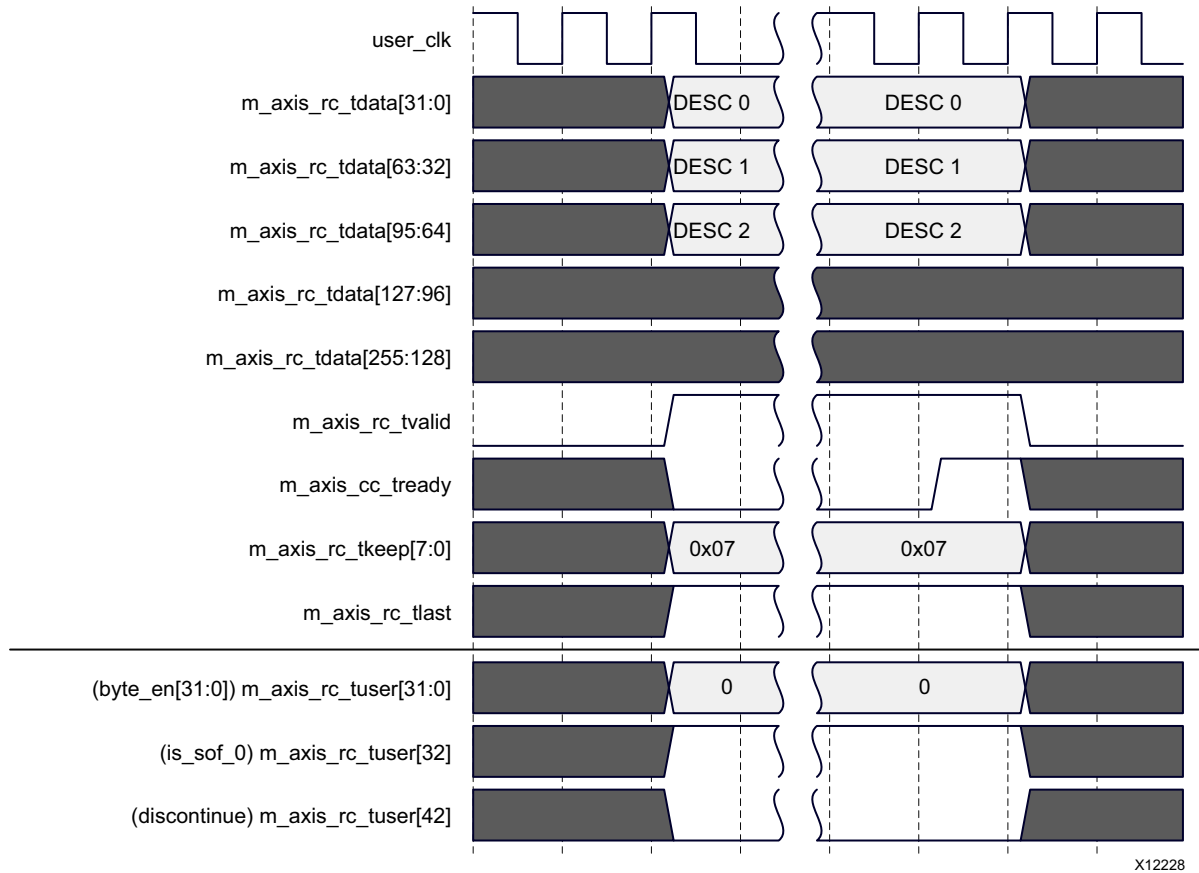 user_clk
m_axis_rc_tdata[31:0] DESC 0 DESC 0
m_axis_rc_tdata[63:32] DESC 1 DESC 1
m_axis_rc_tdata[95:64] DESC 2 DESC 2
m_axis_rc_tdata[127:96]
m_axis_rc_tdata[255:128]
m_axis_rc_tvalid
m_axis_cc_tready
m_axis_rc_tkeep[7:0] 0x07 0x07
m_axis_rc_tlast
(byte_en[31:0]) m_axis_rc_tuser[31:0] 0 0
(is_sof_0) m_axis_rc_tuser[32]
(discontinue) m_axis_rc_tuser[42]
X12228